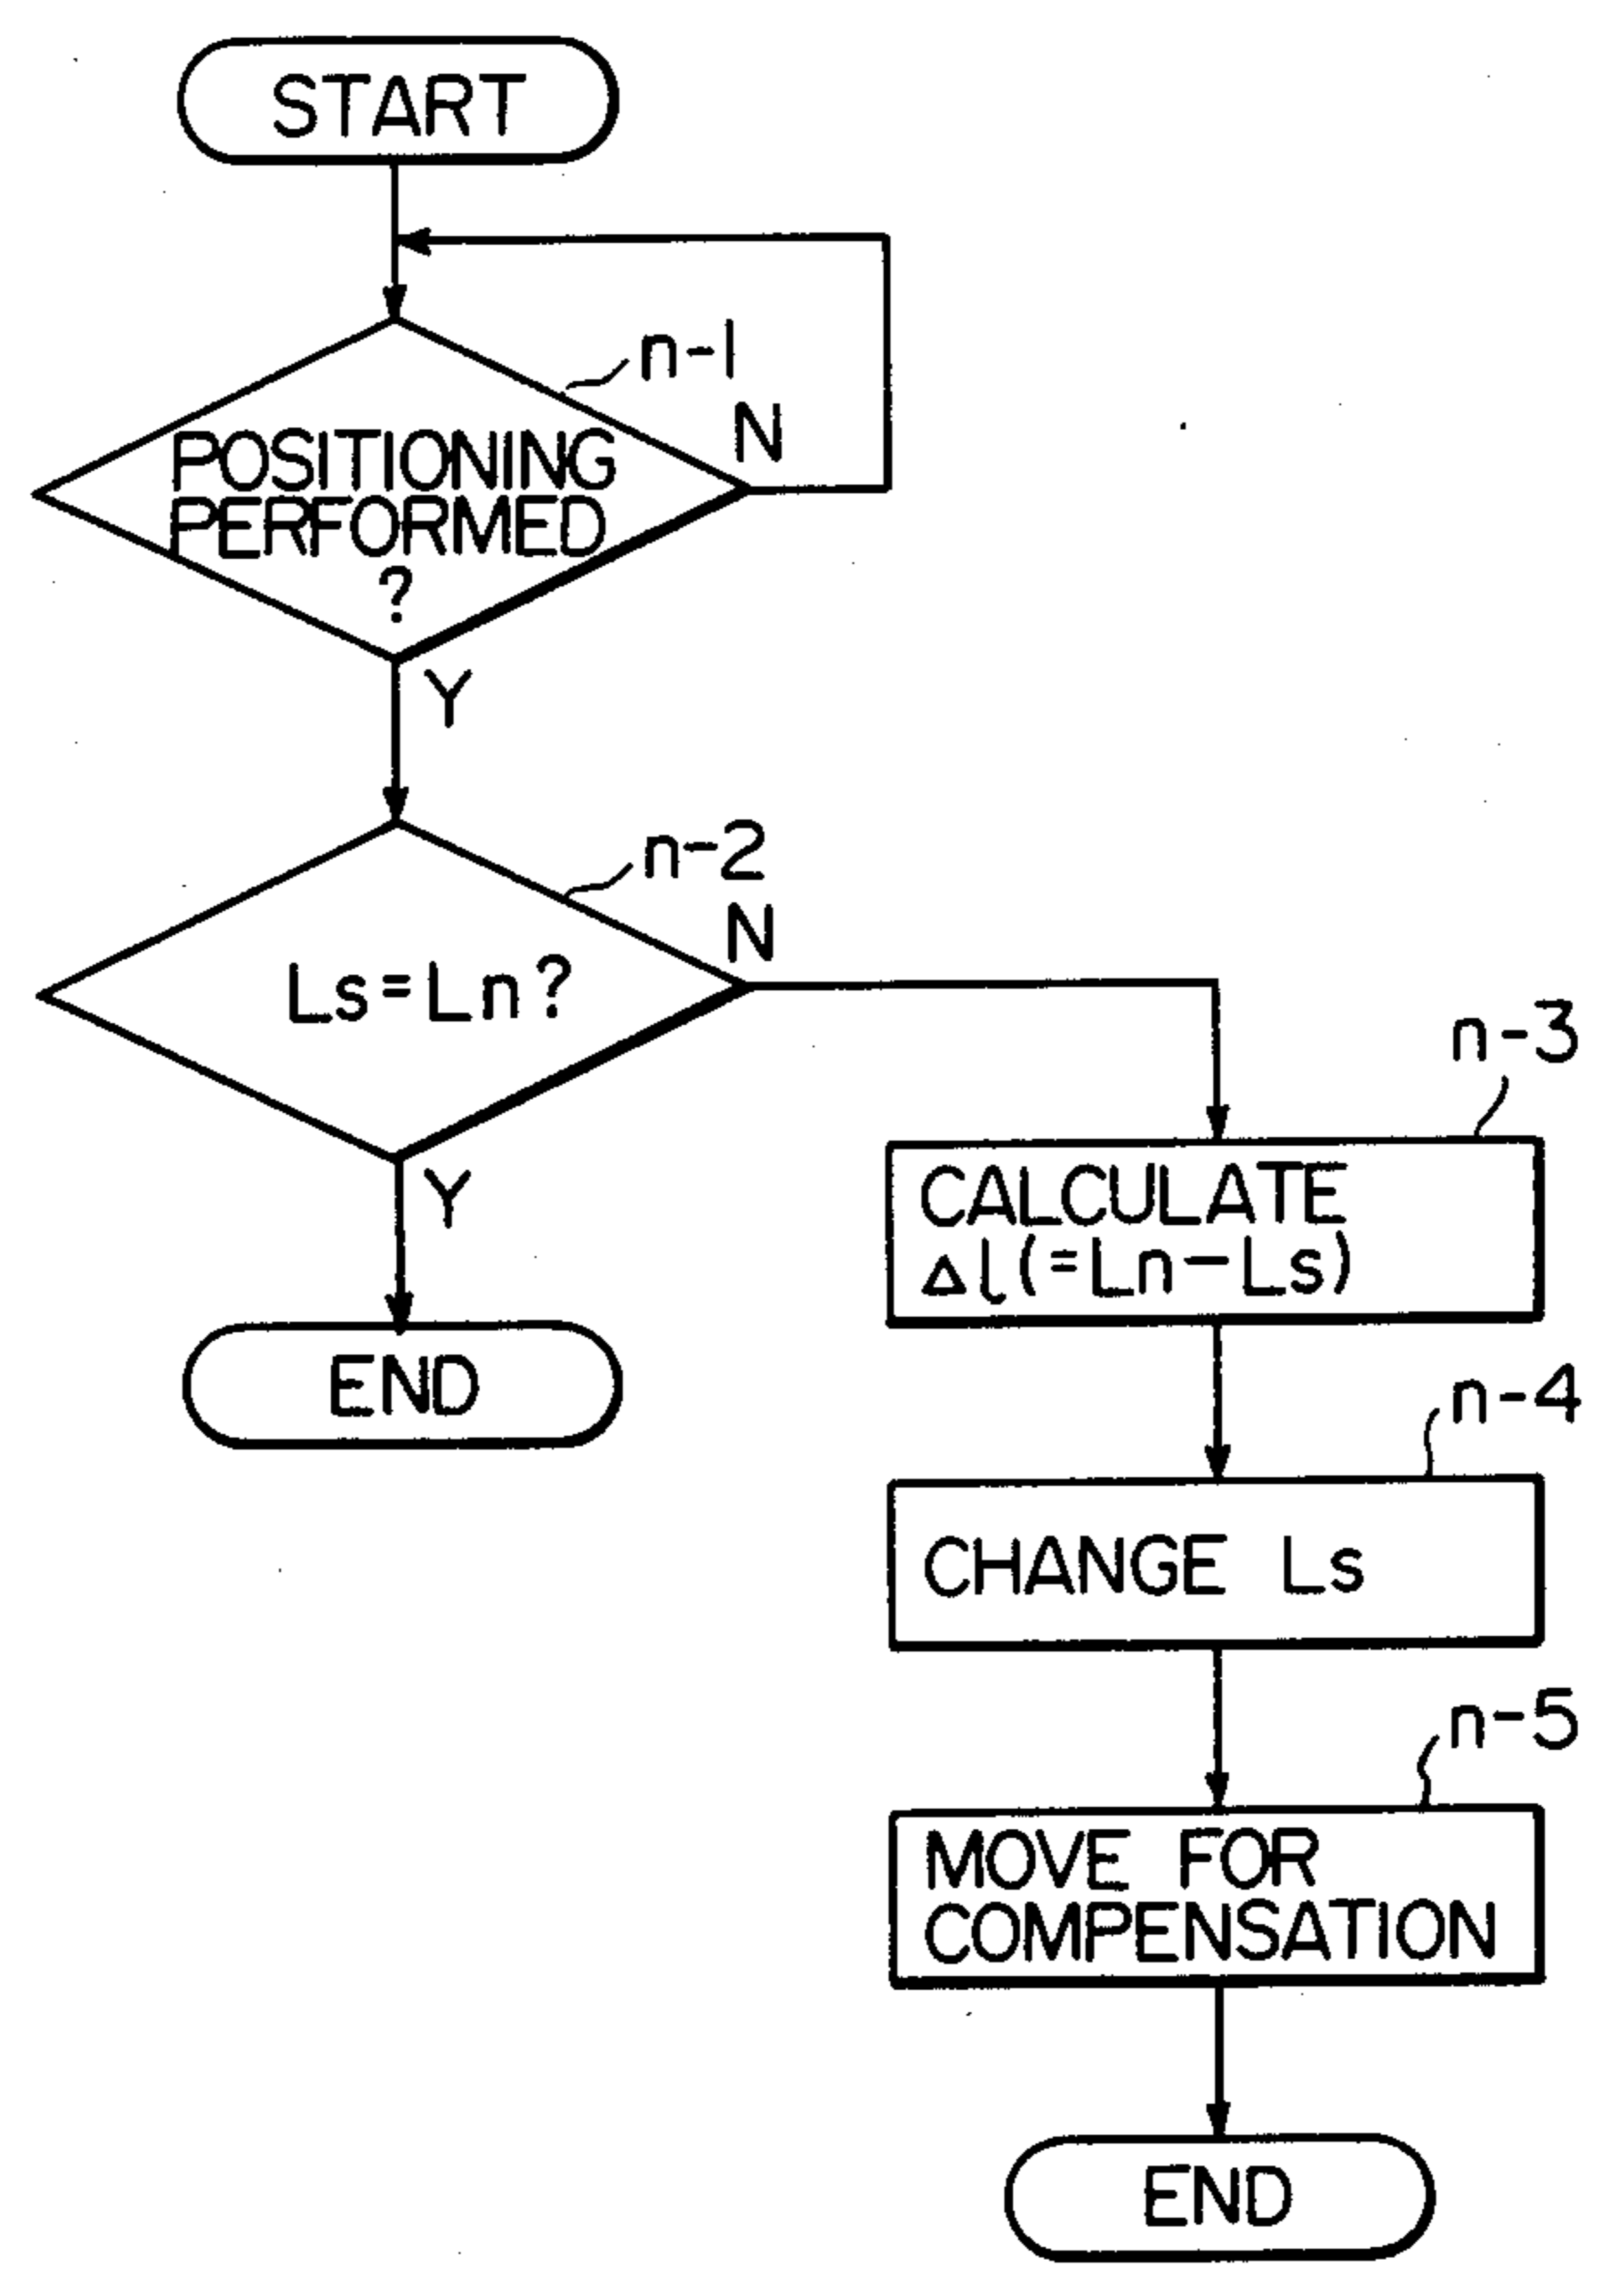 START
n-1
N
POSITIONING
PERFORMED
?
Y
n-2
N
Ls=Ln?
Y
END
n-3
CALCULATE
Δl(=Ln-Ls)
n-4
CHANGE Ls
n-5
MOVE FOR
COMPENSATION
END